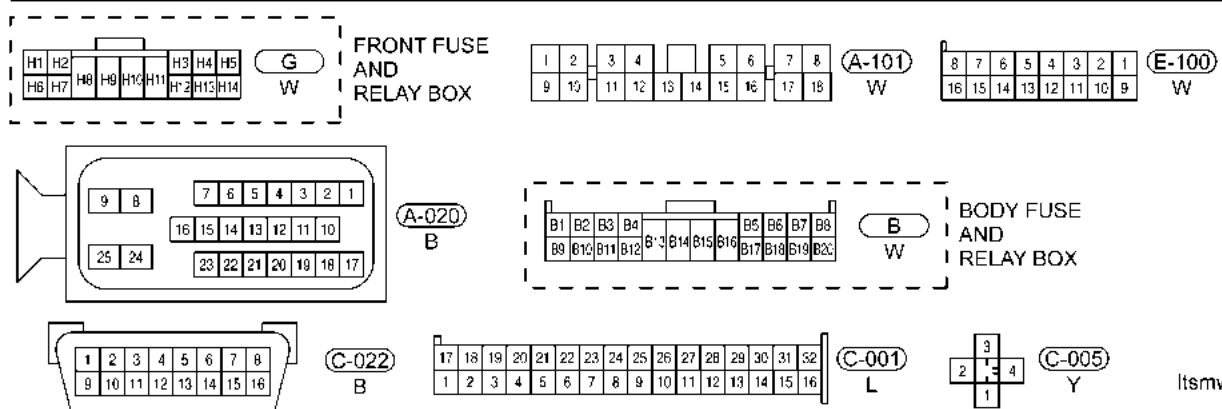 H1 H2 H3 H4 H5 G FRONT FUSE
H6 H7 H8 H9 H10 H11 H12 H13 H14 W AND
RELAY BOX
1 2 3 4 5 6 7 8 A-101
9 10 11 12 13 14 15 16 17 18 W
8 7 6 5 4 3 2 1 E-100
16 15 14 13 12 11 10 9 W
9 8 7 6 5 4 3 2 1 A-020
16 15 14 13 12 11 10 B
25 24 23 22 21 20 19 18 17
B1 B2 B3 B4 B5 B6 B7 B8 B BODY FUSE
B9 B10 B11 B12 B13 B14 B15 B16 B17 B18 B19 B20 W AND
RELAY BOX
1 2 3 4 5 6 7 8 C-022
9 10 11 12 13 14 15 16 B
17 18 19 20 21 22 23 24 25 26 27 28 29 30 31 32 C-001
1 2 3 4 5 6 7 8 9 10 11 12 13 14 15 16 L
3
2 4 C-005
1 Y